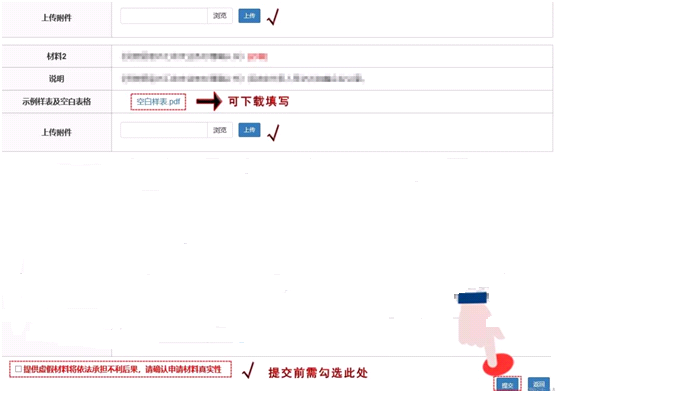 上传附件 浏览 上传
材料2
说明
示例样表及空白表格 空白样表.pdf 可下载填写
上传附件 浏览 上传
提供虚假材料将依法承担不利后果，请确认申请材料真实性 提交前需勾选此处
提交 返回